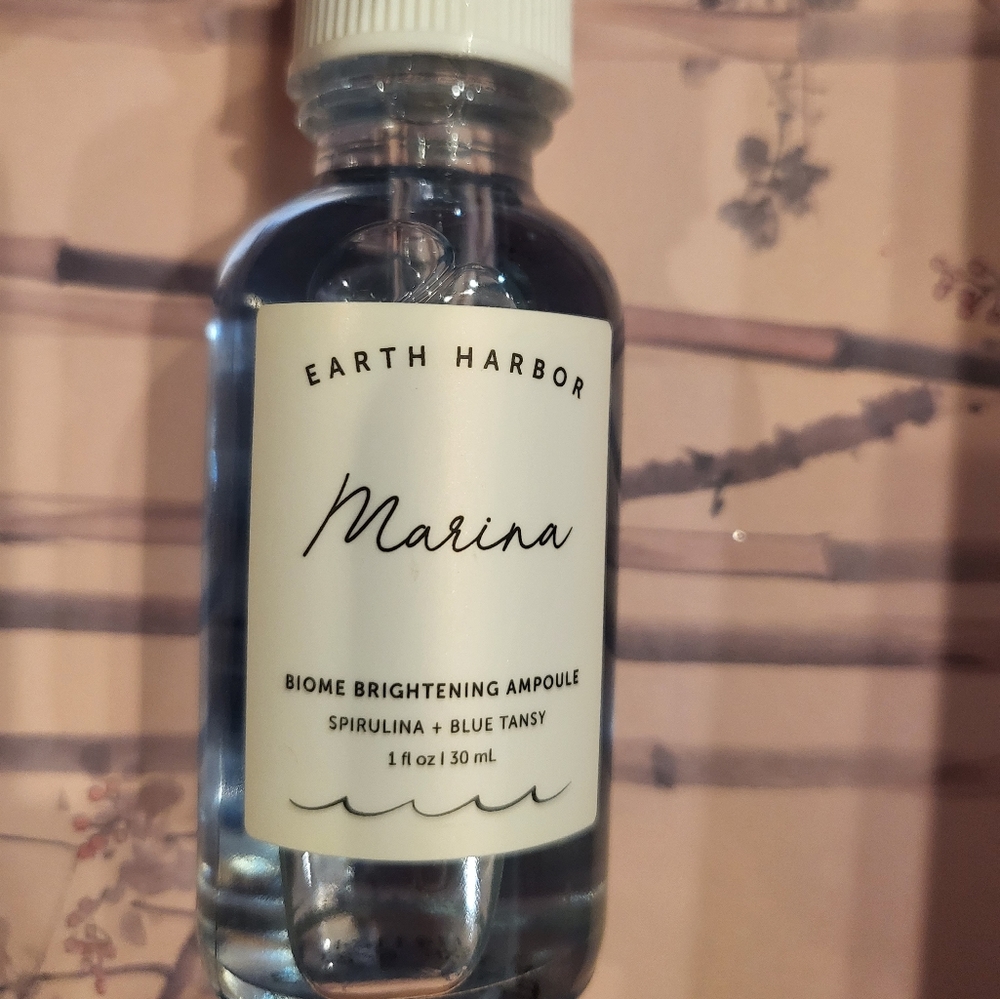 EARTH HARBOR
Marina
BIOME BRIGHTENING AMPOULE
SPIRULINA + BLUE TANSY
1 fl oz | 30 mL